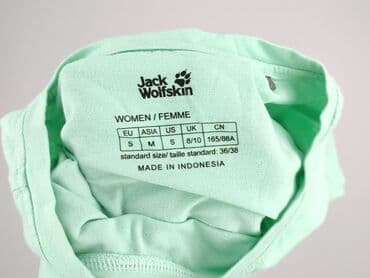 Jack
Wolfskin
WOMEN / FEMME
EU ASIA US UK CN
S M S 8/10 165/88A
standard size/ taille standard: 36/38
MADE IN INDONESIA